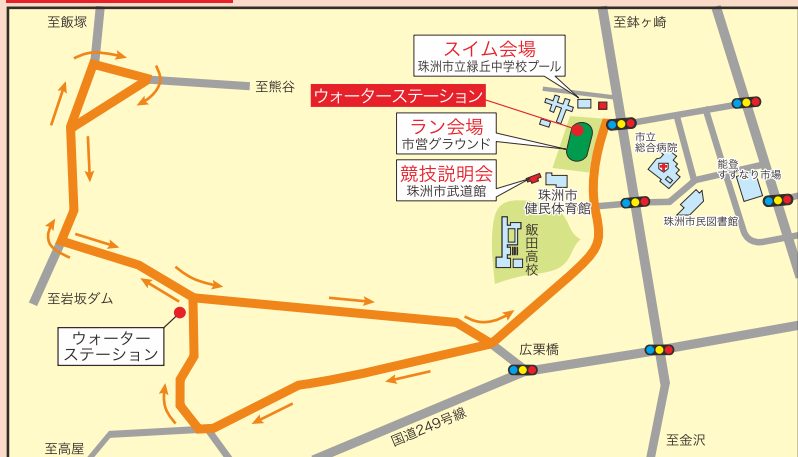 至飯塚
至鉢ヶ崎
スイム会場
珠洲市立緑丘中学校プール
至熊谷
ウォーターステーション
ラン会場
市営グラウンド
市立
総合病院
競技説明会
珠洲市武道館
能登
すずなり市場
珠洲市
健民体育館
珠洲市民図書館
飯田高校
至岩坂ダム
ウォーター
ステーション
広栗橋
国道249号線
至高屋
至金沢